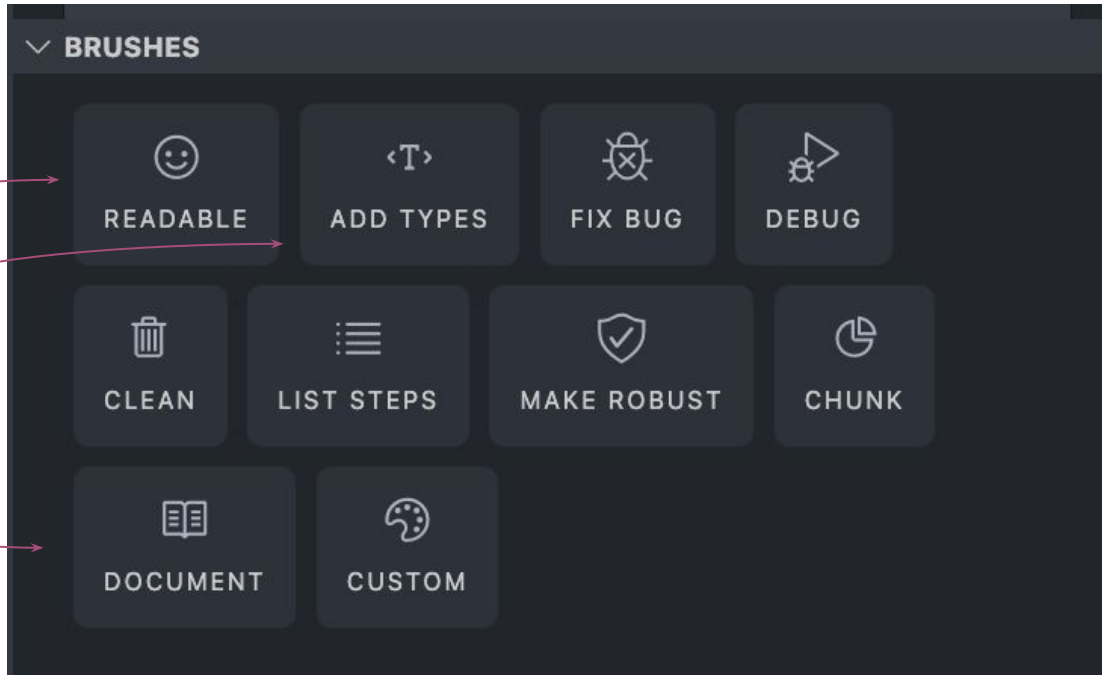 BRUSHES
READABLE
ADD TYPES
FIX BUG
DEBUG
CLEAN
LIST STEPS
MAKE ROBUST
CHUNK
DOCUMENT
CUSTOM